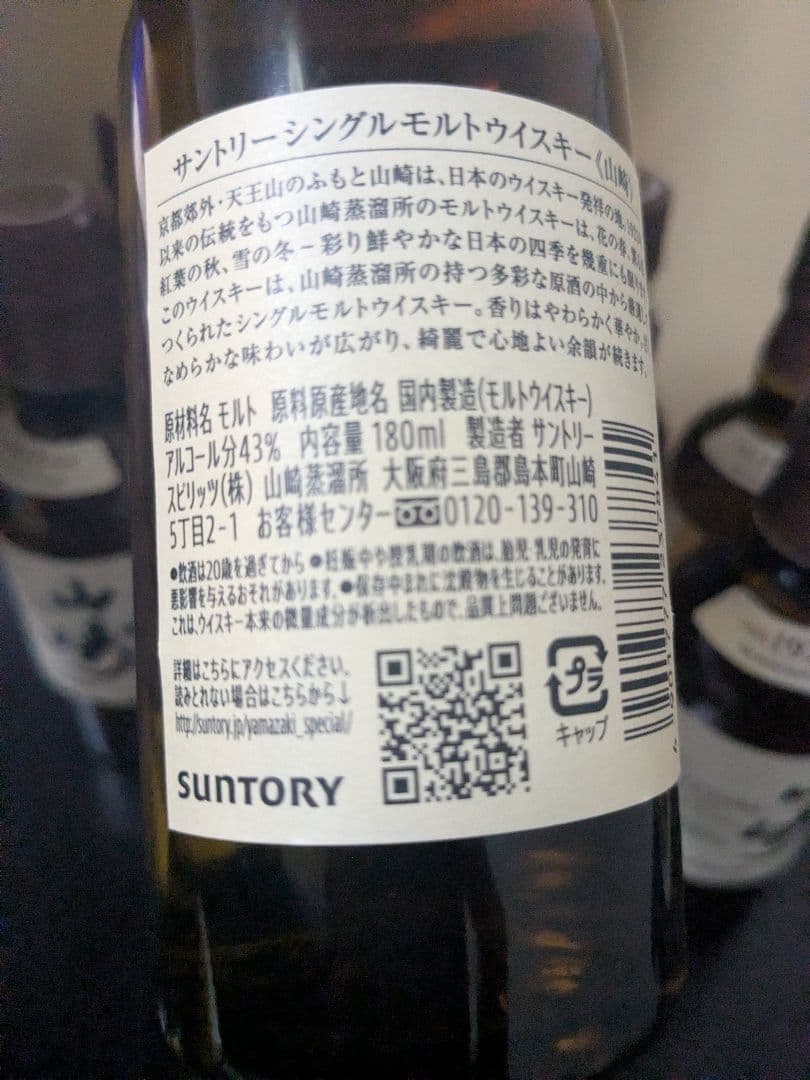 サントリーシングルモルトウイスキー《山崎》
京都郊外・天王山のふもと山崎は、日本のウイスキー発祥の地。
以来の伝統をもつ山崎蒸溜所のモルトウイスキーは、花の春、
紅葉の秋、雪の冬－彩り鮮やかな日本の四季を幾重にも
このウイスキーは、山崎蒸溜所の持つ多彩な原酒の中から厳選して
つくられたシングルモルトウイスキー。香りはやわらかく華やか。
なめらかな味わいが広がり、綺麗で心地よい余韻が続きます。
原材料名 モルト 原料原産地名 国内製造(モルトウイスキー)
アルコール分43% 内容量 180ml 製造者 サントリー
スピリッツ(株) 山崎蒸溜所 大阪府三島郡島本町山崎
5丁目2-1 お客様センター 0120-139-310
●飲酒は20歳を過ぎてから ●妊娠中や授乳期の飲酒は、胎児・乳児の発育に
悪影響を与えるおそれがあります。●保存中まれに沈殿物を生じることがあります。
これは、ウイスキー本来の微量成分が析出したもので、品質上問題ございません。
詳細はこちらにアクセスください。
読みとれない場合はこちらから↓
http://suntory.jp/yamazaki_special/
プラ
キャップ
SUNTORY
山崎